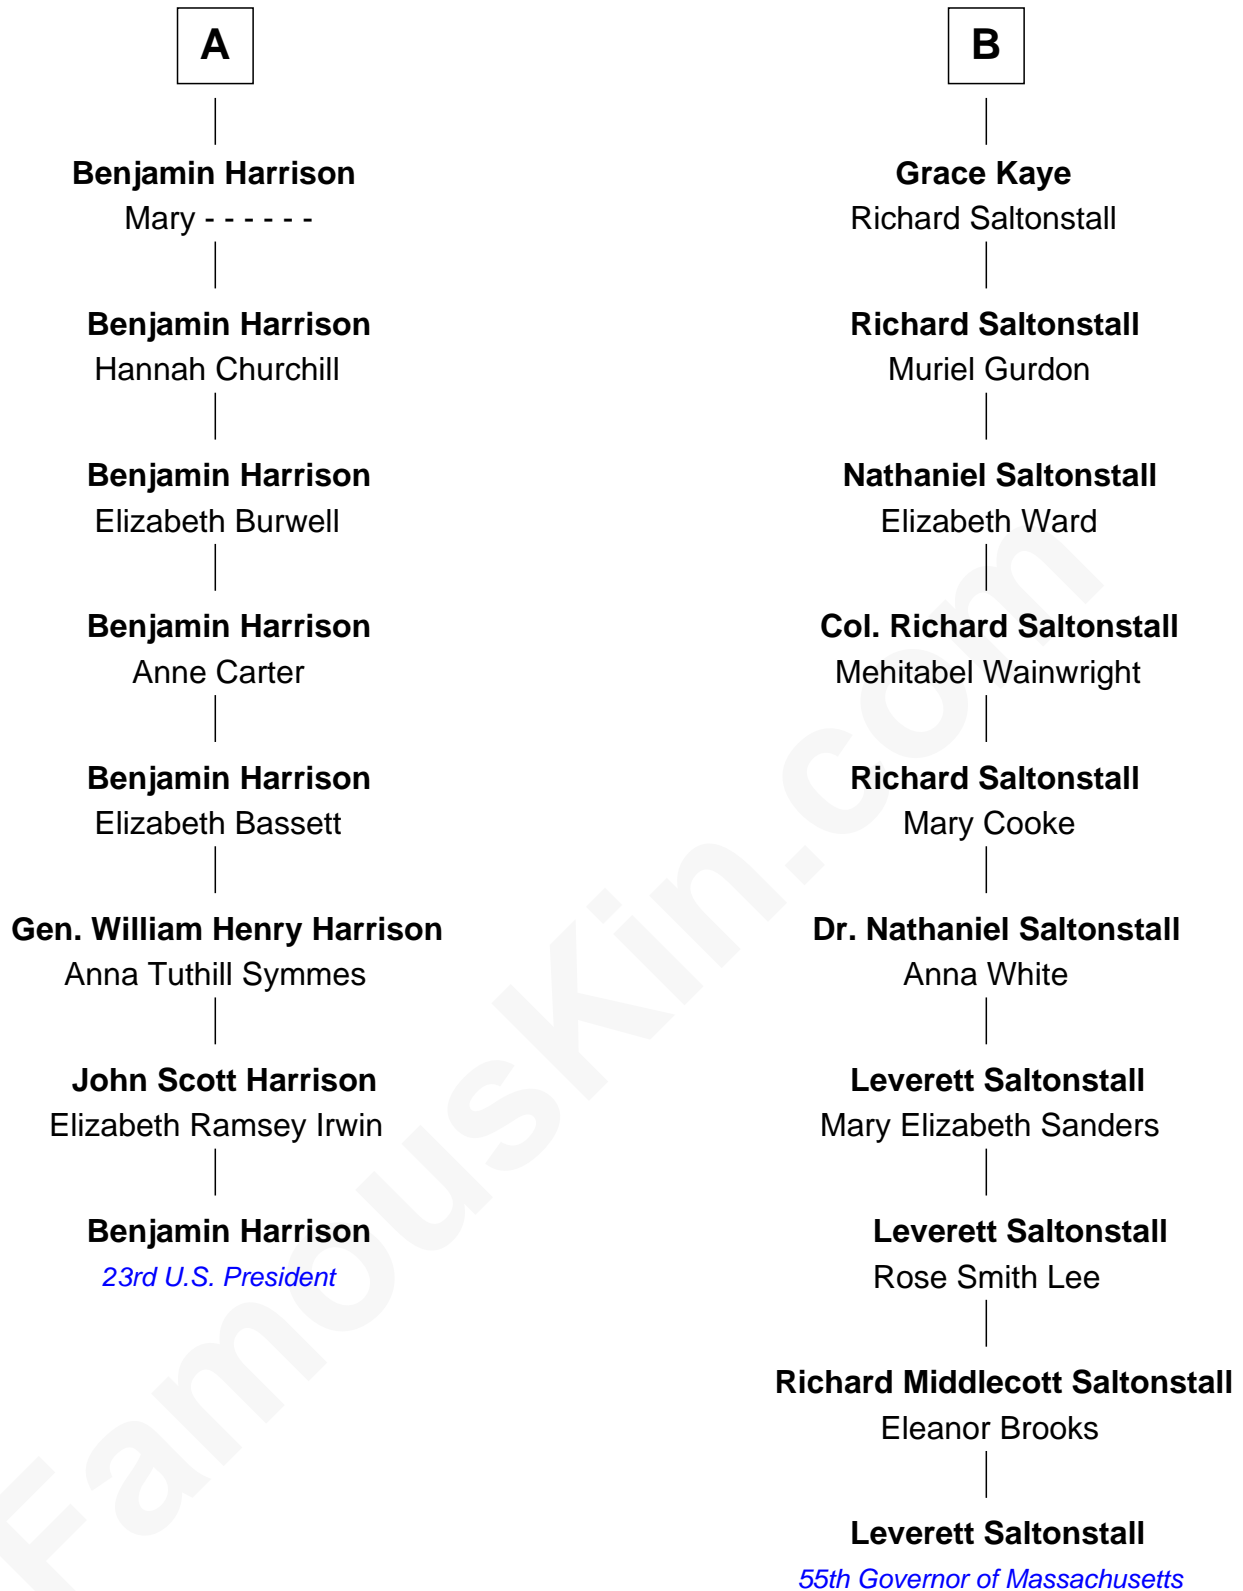 A
Benjamin Harrison
Mary - - - - - -
Benjamin Harrison
Hannah Churchill
Benjamin Harrison
Elizabeth Burwell
Benjamin Harrison
Anne Carter
Benjamin Harrison
Elizabeth Bassett
Gen. William Henry Harrison
Anna Tuthill Symmes
John Scott Harrison
Elizabeth Ramsey Irwin
Benjamin Harrison
23rd U.S. President
B
Grace Kaye
Richard Saltonstall
Richard Saltonstall
Muriel Gurdon
Nathaniel Saltonstall
Elizabeth Ward
Col. Richard Saltonstall
Mehitabel Wainwright
Richard Saltonstall
Mary Cooke
Dr. Nathaniel Saltonstall
Anna White
Leverett Saltonstall
Mary Elizabeth Sanders
Leverett Saltonstall
Rose Smith Lee
Richard Middlecott Saltonstall
Eleanor Brooks
Leverett Saltonstall
55th Governor of Massachusetts
FamousKin.com